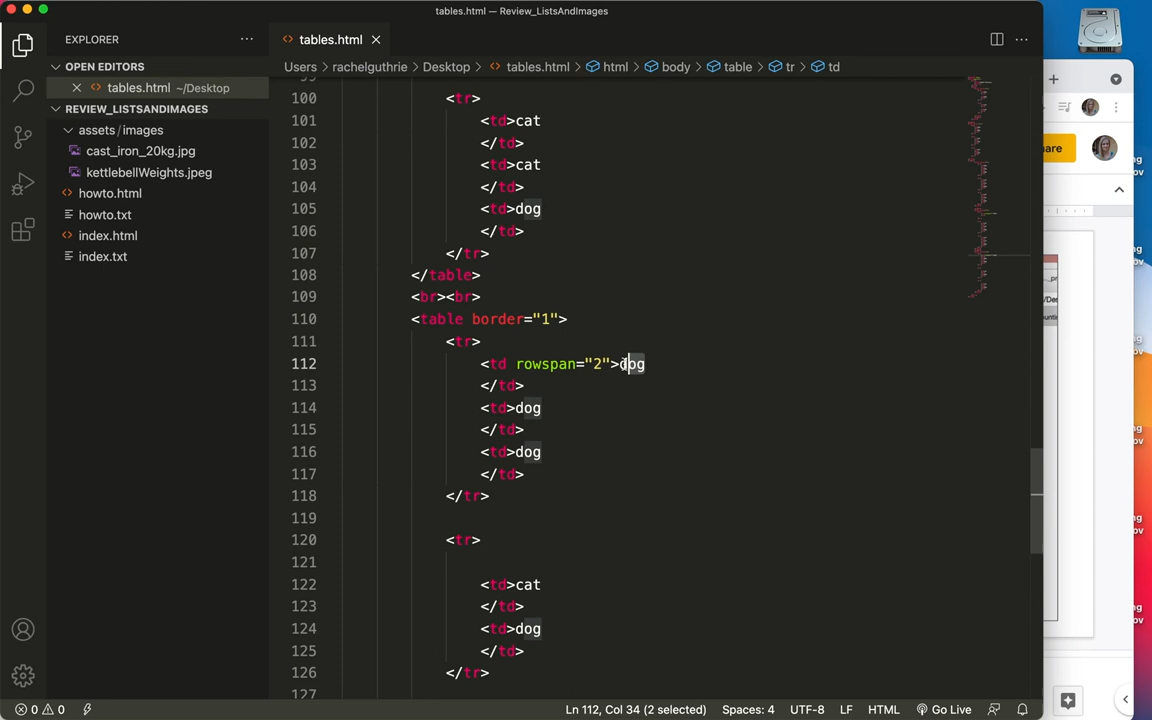 tables.html — Review_ListsAndImages
EXPLORER
tables.html
OPEN EDITORS
tables.html ~/Desktop
REVIEW_LISTSANDIMAGES
assets/images
cast_iron_20kg.jpg
kettlebellWeights.jpeg
howto.html
howto.txt
index.html
index.txt
Users › rachelguthrie › Desktop › tables.html › html › body › table › tr › td
100 <tr>
101 <td>cat
102 </td>
103 <td>cat
104 </td>
105 <td>dog
106 </td>
107 </tr>
108 </table>
109 <br><br>
110 <table border="1">
111 <tr>
112 <td rowspan="2">dog
113 </td>
114 <td>dog
115 </td>
116 <td>dog
117 </td>
118 </tr>
119
120 <tr>
121
122 <td>cat
123 </td>
124 <td>dog
125 </td>
126 </tr>
127
0 0
Ln 112, Col 34 (2 selected)
Spaces: 4
UTF-8
LF
HTML
Go Live